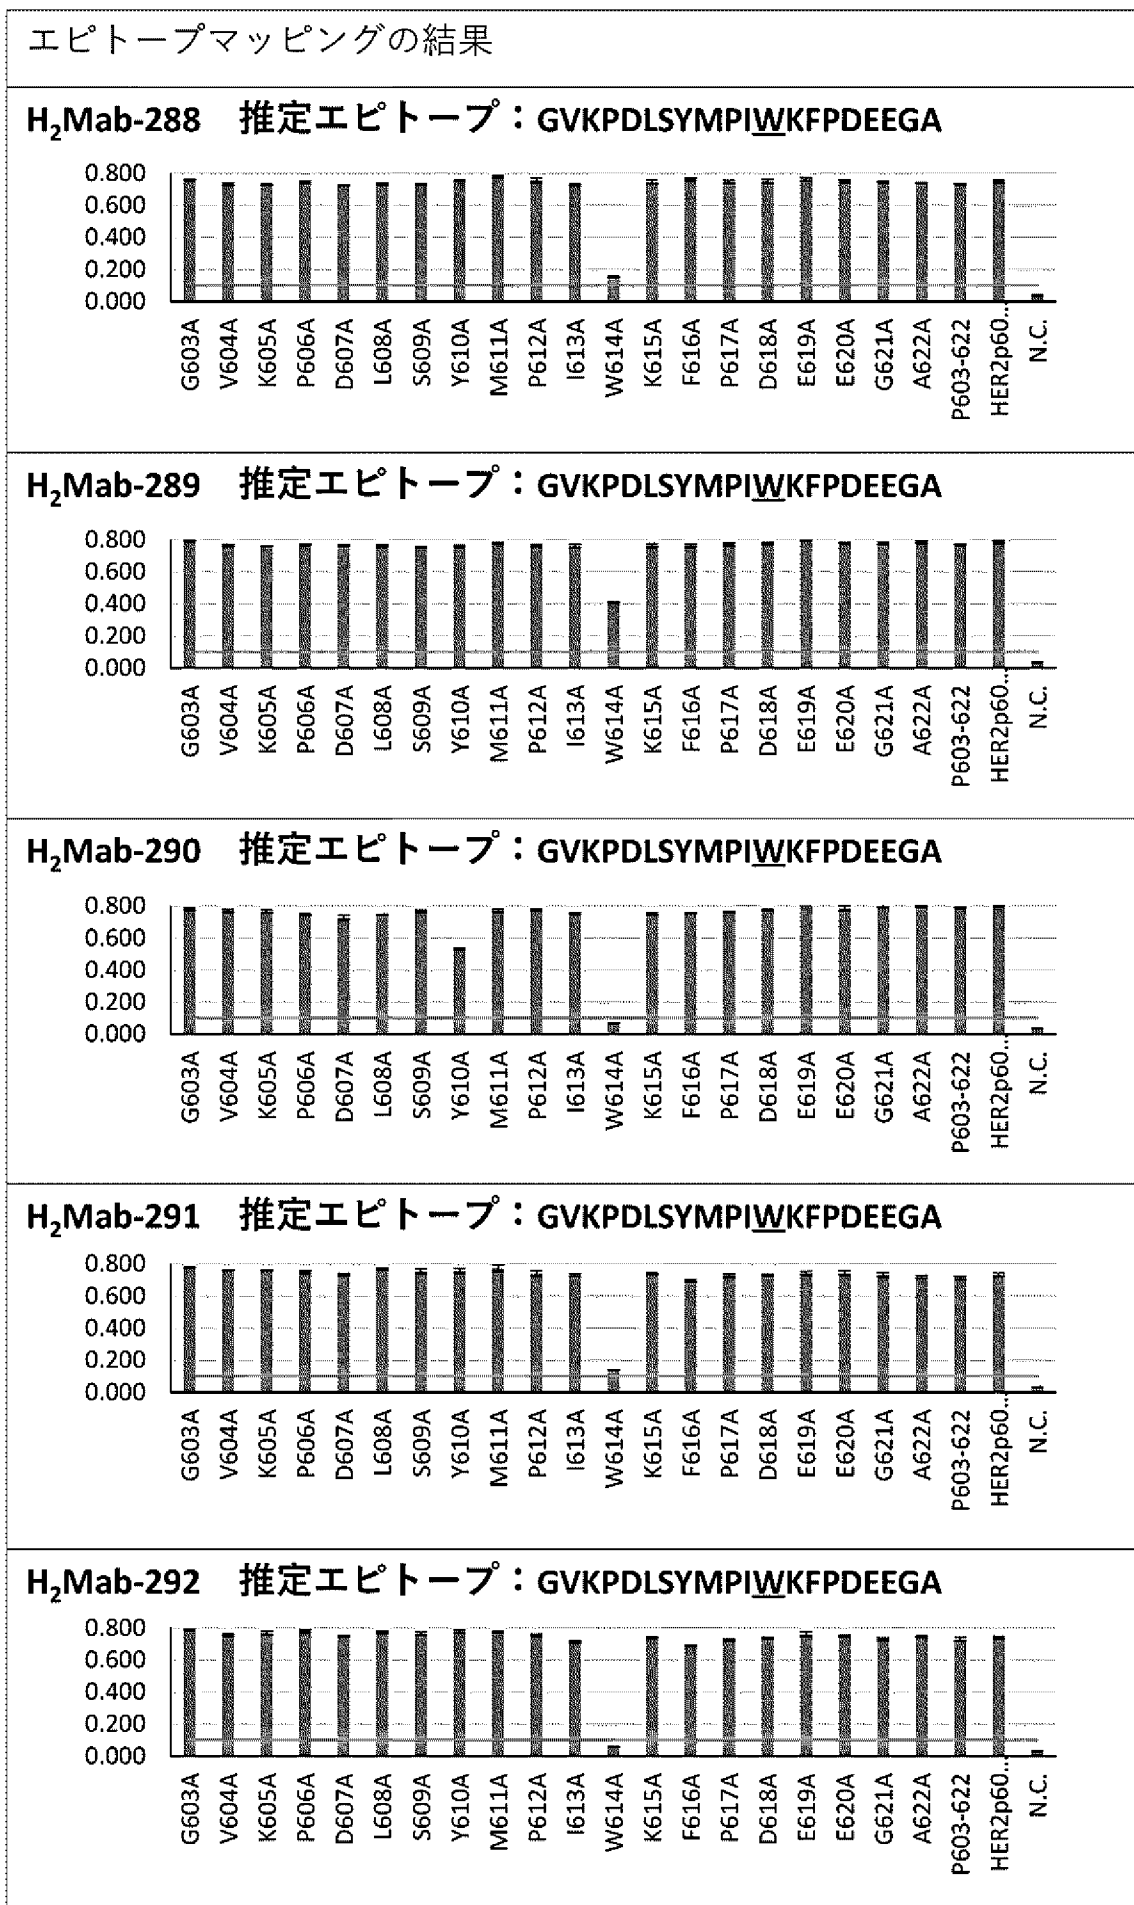 エピトープマッピングの結果
H2Mab-288 推定エピトープ：GVKPDLSYMPIWKFPDEEGA
0.800
0.600
0.400
0.200
0.000
G603A V604A K605A P606A D607A L608A S609A Y610A M611A P612A I613A W614A K615A F616A P617A D618A E619A E620A G621A A622A P603-622 HER2p60... N.C.
H2Mab-289 推定エピトープ：GVKPDLSYMPIWKFPDEEGA
0.800
0.600
0.400
0.200
0.000
G603A V604A K605A P606A D607A L608A S609A Y610A M611A P612A I613A W614A K615A F616A P617A D618A E619A E620A G621A A622A P603-622 HER2p60... N.C.
H2Mab-290 推定エピトープ：GVKPDLSYMPIWKFPDEEGA
0.800
0.600
0.400
0.200
0.000
G603A V604A K605A P606A D607A L608A S609A Y610A M611A P612A I613A W614A K615A F616A P617A D618A E619A E620A G621A A622A P603-622 HER2p60... N.C.
H2Mab-291 推定エピトープ：GVKPDLSYMPIWKFPDEEGA
0.800
0.600
0.400
0.200
0.000
G603A V604A K605A P606A D607A L608A S609A Y610A M611A P612A I613A W614A K615A F616A P617A D618A E619A E620A G621A A622A P603-622 HER2p60... N.C.
H2Mab-292 推定エピトープ：GVKPDLSYMPIWKFPDEEGA
0.800
0.600
0.400
0.200
0.000
G603A V604A K605A P606A D607A L608A S609A Y610A M611A P612A I613A W614A K615A F616A P617A D618A E619A E620A G621A A622A P603-622 HER2p60... N.C.